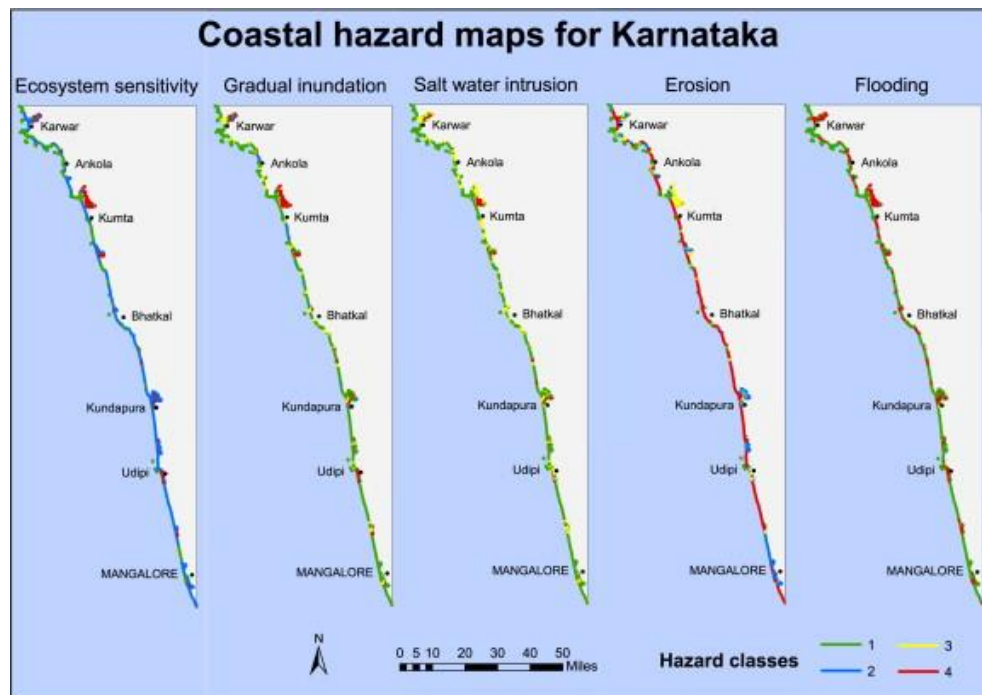 Coastal hazard maps for Karnataka
Ecosystem sensitivity
Karwar
Ankola
Kumta
Bhatkal
Kundapura
Udipi
MANGALORE
Gradual inundation
Karwar
Ankola
Kumta
Bhatkal
Kundapura
Udipi
MANGALORE
Salt water intrusion
Karwar
Ankola
Kumta
Bhatkal
Kundapura
Udipi
MANGALORE
Erosion
Karwar
Ankola
Kumta
Bhatkal
Kundapura
Udipi
MANGALORE
Flooding
Karwar
Ankola
Kumta
Bhatkal
Kundapura
Udipi
MANGALORE
N
0 5 10 20 30 40 50
Miles
Hazard classes
1 3
2 4